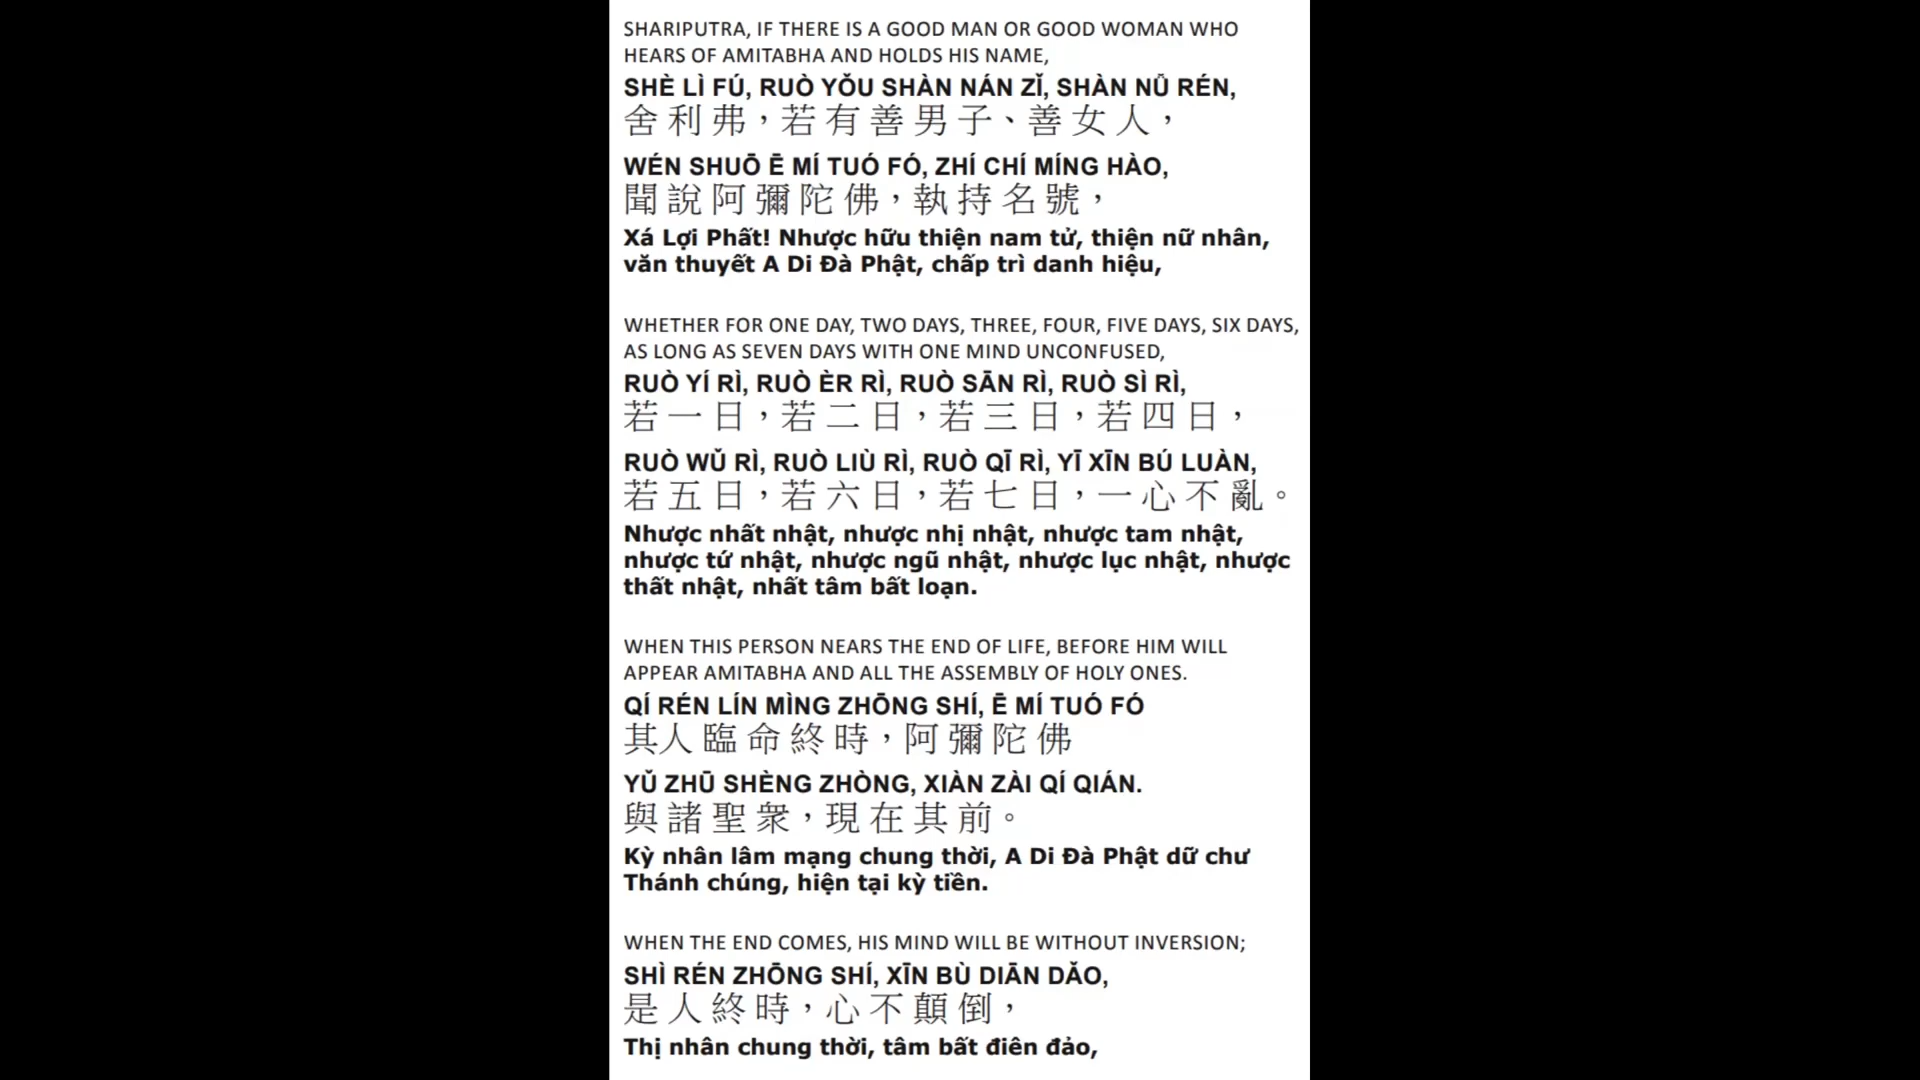 SHARIPUTRA, IF THERE IS A GOOD MAN OR GOOD WOMAN WHO
HEARS OF AMITABHA AND HOLDS HIS NAME,
SHÈ LÌ FÚ, RUÒ YǑU SHÀN NÁN ZǏ, SHÀN NǙ RÉN,
舍利弗，若有善男子、善女人，
WÉN SHUŌ Ē MÍ TUÓ FÓ, ZHÍ CHÍ MÍNG HÀO,
聞說阿彌陀佛，執持名號，
Xá Lợi Phất! Nhược hữu thiện nam tử, thiện nữ nhân,
văn thuyết A Di Đà Phật, chấp trì danh hiệu,
WHETHER FOR ONE DAY, TWO DAYS, THREE, FOUR, FIVE DAYS, SIX DAYS,
AS LONG AS SEVEN DAYS WITH ONE MIND UNCONFUSED,
RUÒ YÍ RÌ, RUÒ ÈR RÌ, RUÒ SĀN RÌ, RUÒ SÌ RÌ,
若一日，若二日，若三日，若四日，
RUÒ WǓ RÌ, RUÒ LIÙ RÌ, RUÒ QĪ RÌ, YĪ XĪN BÚ LUÀN,
若五日，若六日，若七日，一心不亂。
Nhược nhất nhật, nhược nhị nhật, nhược tam nhật,
nhược tứ nhật, nhược ngũ nhật, nhược lục nhật, nhược
thất nhật, nhất tâm bất loạn.
WHEN THIS PERSON NEARS THE END OF LIFE, BEFORE HIM WILL
APPEAR AMITABHA AND ALL THE ASSEMBLY OF HOLY ONES.
QÍ RÉN LÍN MÌNG ZHŌNG SHÍ, Ē MÍ TUÓ FÓ
其人臨命終時，阿彌陀佛
YǓ ZHŪ SHÈNG ZHÒNG, XIÀN ZÀI QÍ QIÁN.
與諸聖衆，現在其前。
Kỳ nhân lâm mạng chung thời, A Di Đà Phật dữ chư
Thánh chúng, hiện tại kỳ tiền.
WHEN THE END COMES, HIS MIND WILL BE WITHOUT INVERSION;
SHÌ RÉN ZHŌNG SHÍ, XĪN BÙ DIĀN DǍO,
是人終時，心不顛倒，
Thị nhân chung thời, tâm bất điên đảo,